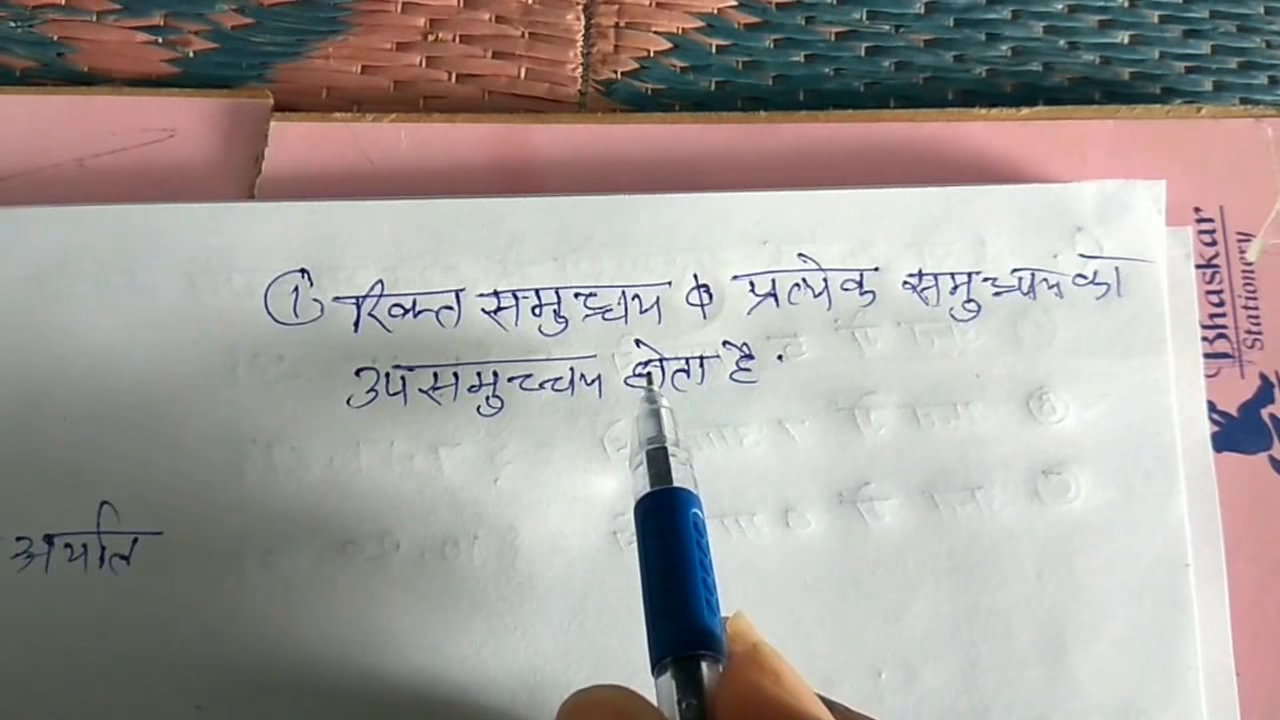 ① रिक्त समुच्चय ϕ प्रत्येक समुच्चय का
उपसमुच्चय होता है .
अर्थात
Bhaskar
Stationery